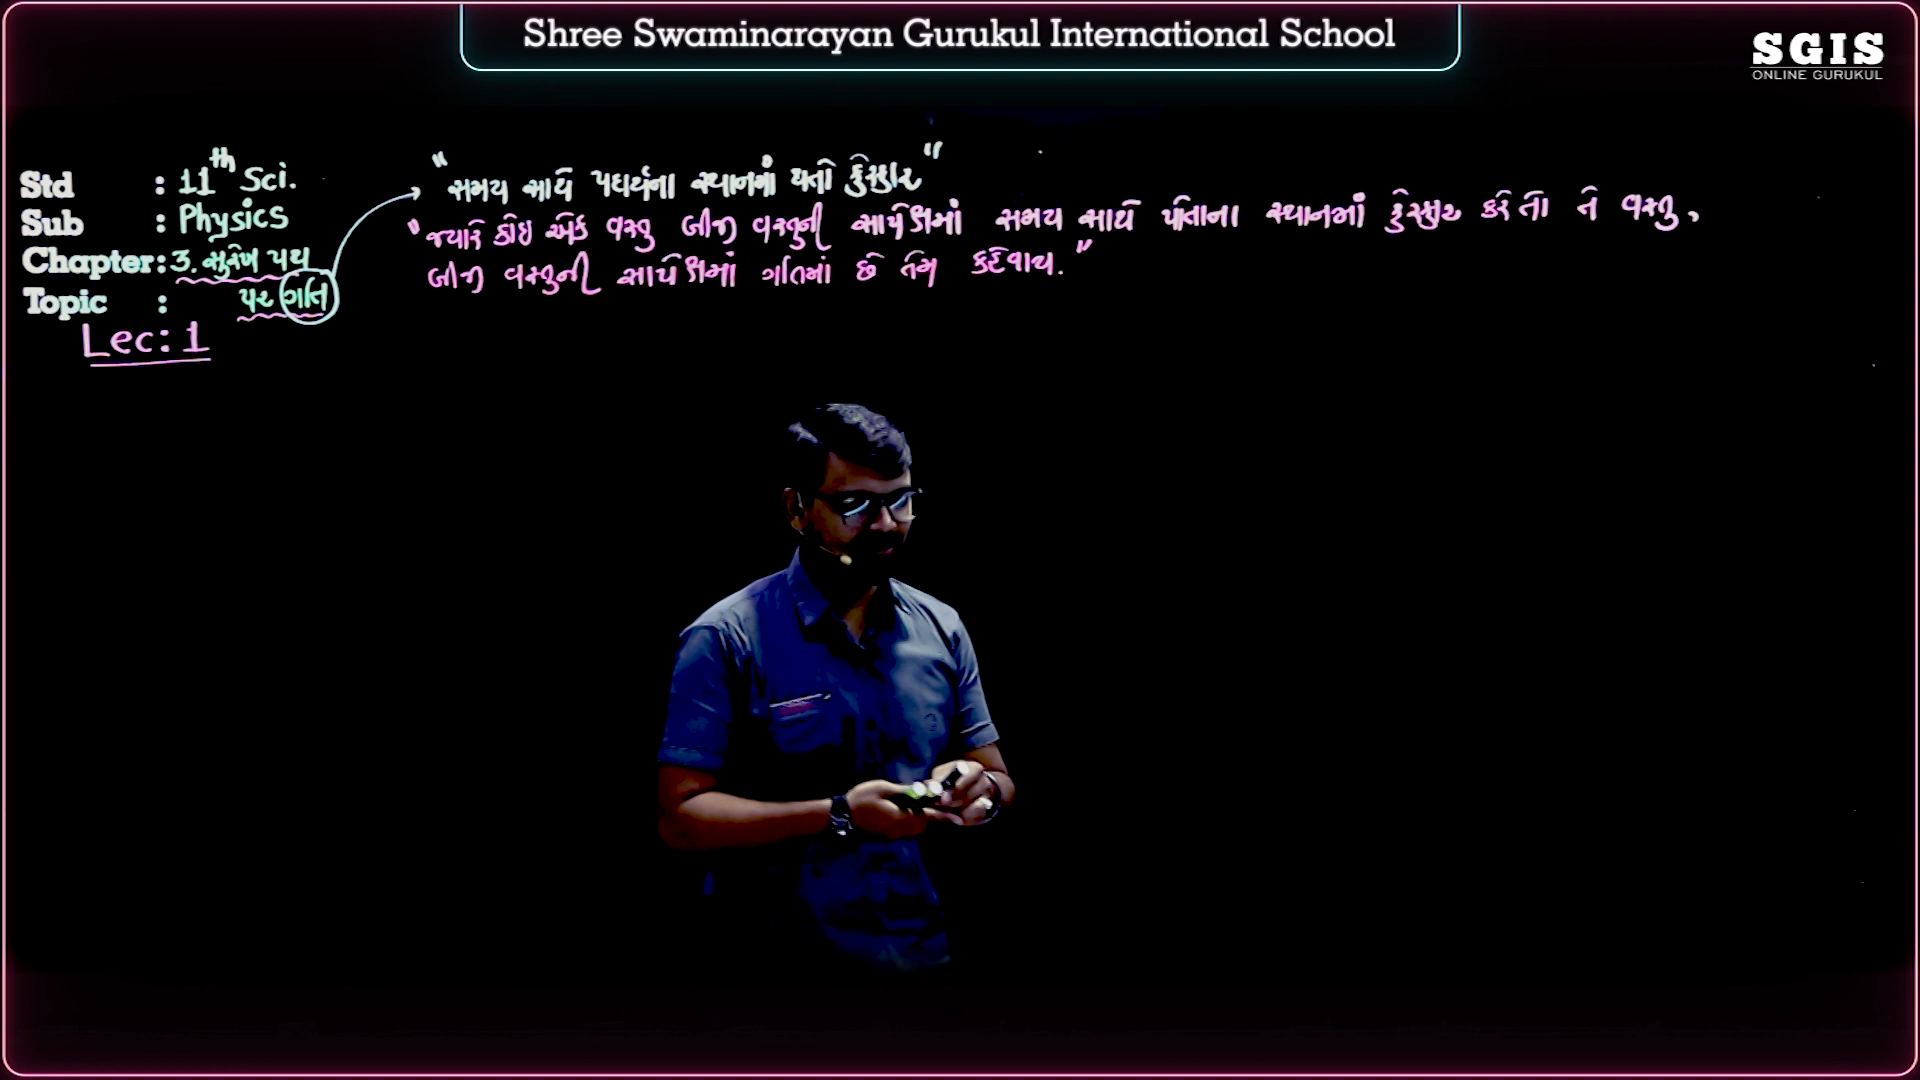 Shree Swaminarayan Gurukul International School
SGIS
ONLINE GURUKUL
Std : 11th Sci.
Sub : Physics
Chapter: 3. સુરેખ પથ
Topic : પર ગતિ
Lec: 1
"સમય સાથે પદાર્થના સ્થાનમાં થતો ફેરફાર"
"જ્યારે કોઇ એક વસ્તુ બીજી વસ્તુની સાપેક્ષમાં સમય સાથે પોતાના સ્થાનમાં ફેરફાર કરે તો તે વસ્તુ,
બીજી વસ્તુની સાપેક્ષમાં ગતિમાં છે તેમ કહેવાય."